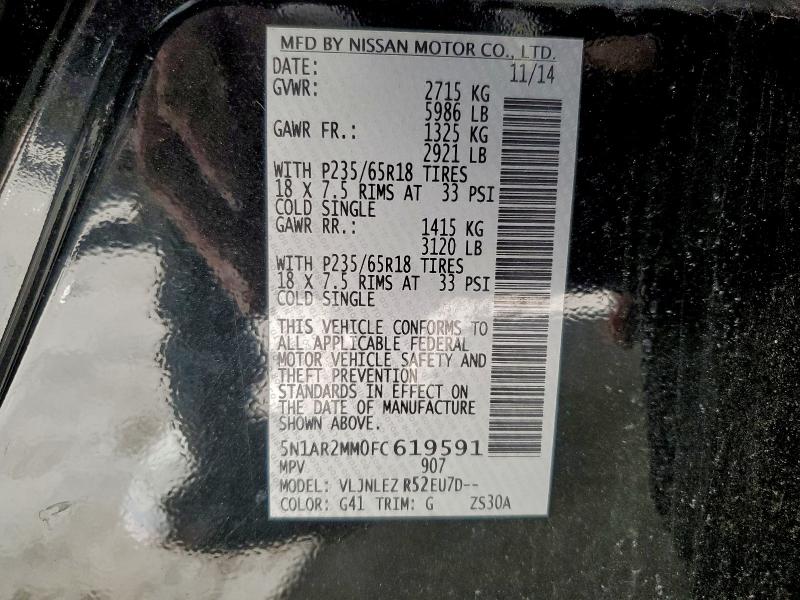 MFD BY NISSAN MOTOR CO., LTD.
DATE: 11/14
GVWR: 2715 KG
5986 LB
GAWR FR.: 1325 KG
2921 LB
WITH P235/65R18 TIRES
18 X 7.5 RIMS AT 33 PSI
COLD SINGLE
GAWR RR.: 1415 KG
3120 LB
WITH P235/65R18 TIRES
18 X 7.5 RIMS AT 33 PSI
COLD SINGLE
THIS VEHICLE CONFORMS TO
ALL APPLICABLE FEDERAL
MOTOR VEHICLE SAFETY AND
THEFT PREVENTION
STANDARDS IN EFFECT ON
THE DATE OF MANUFACTURE
SHOWN ABOVE.
5N1AR2MM0FC619591
MPV 907
MODEL: VLJNLEZ R52EU7D--
COLOR: G41 TRIM: G ZS30A